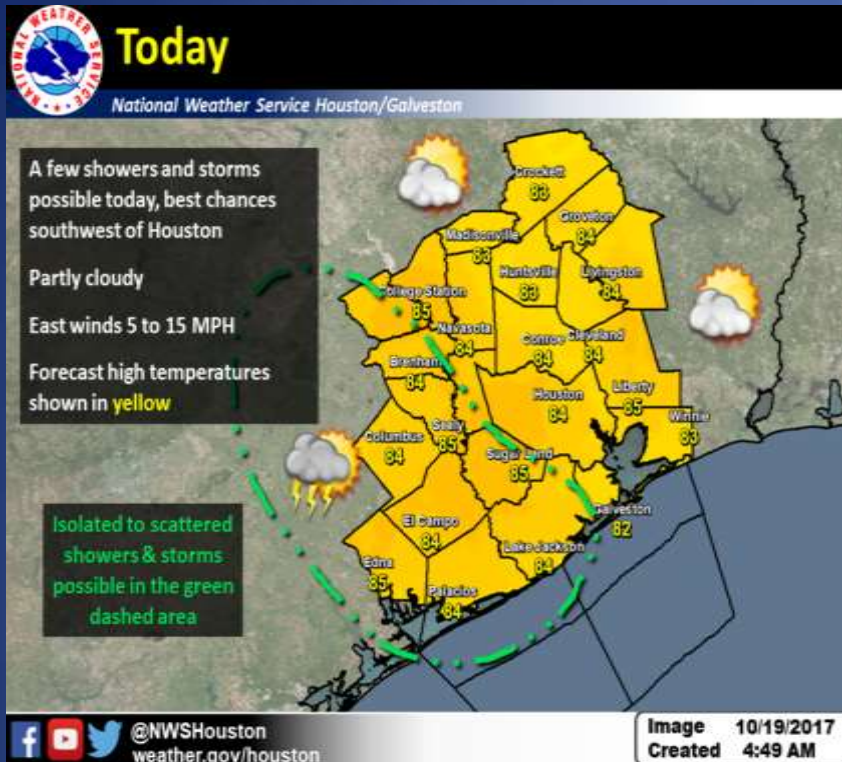 NATIONAL WEATHER SERVICE
Today
National Weather Service Houston/Galveston
A few showers and storms
possible today, best chances
southwest of Houston
Partly cloudy
East winds 5 to 15 MPH
Forecast high temperatures
shown in yellow
Crockett
83
Groveton
84
Madisonville
83
Huntsville
83
Livingston
84
College Station
85
Navasota
84
Conroe
84
Cleveland
84
Brenham
84
Houston
84
Liberty
85
Winnie
83
Columbus
84
Sealy
85
Sugar Land
85
Galveston
82
El Campo
84
Lake Jackson
84
Edna
85
Palacios
84
Isolated to scattered
showers & storms
possible in the green
dashed area
@NWSHouston
weather.gov/houston
Image 10/19/2017
Created 4:49 AM